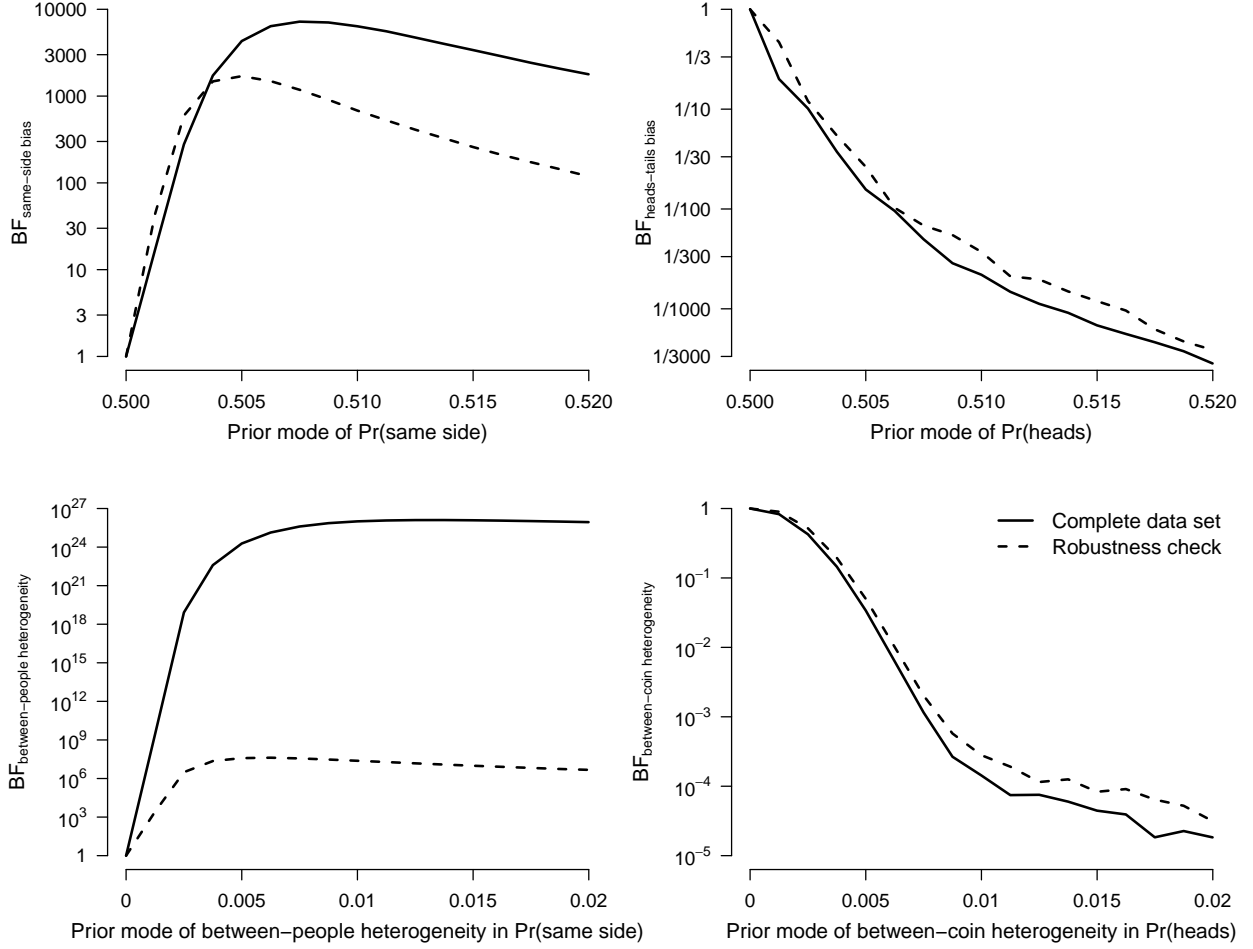 10000
3000
1000
300
100
30
10
3
1
BF same−side bias
0.500 0.505 0.510 0.515 0.520
Prior mode of Pr(same side)
1
1/3
1/10
1/30
1/100
1/300
1/1000
1/3000
BF heads−tails bias
0.500 0.505 0.510 0.515 0.520
Prior mode of Pr(heads)
10^27
10^24
10^21
10^18
10^15
10^12
10^9
10^6
10^3
1
BF between−people heterogeneity
0 0.005 0.01 0.015 0.02
Prior mode of between−people heterogeneity in Pr(same side)
Complete data set
Robustness check
1
10^−1
10^−2
10^−3
10^−4
10^−5
BF between−coin heterogeneity
0 0.005 0.01 0.015 0.02
Prior mode of between−coin heterogeneity in Pr(heads)